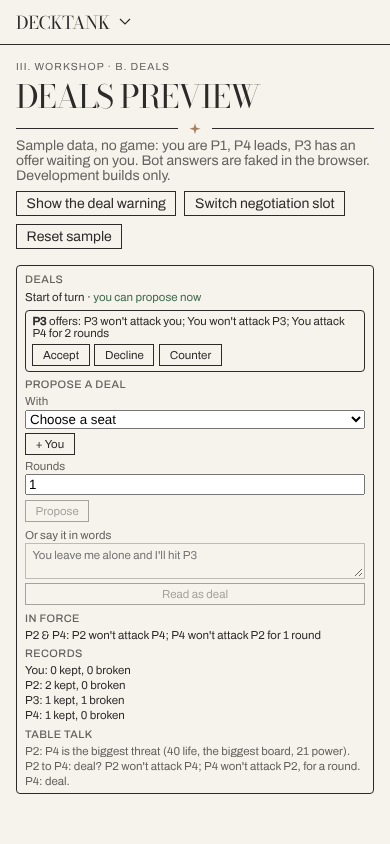 DECKTANK
III. WORKSHOP · B. DEALS
DEALS PREVIEW
Sample data, no game: you are P1, P4 leads, P3 has an
offer waiting on you. Bot answers are faked in the browser.
Development builds only.
Show the deal warning
Switch negotiation slot
Reset sample
DEALS
Start of turn · you can propose now
P3 offers: P3 won't attack you; You won't attack P3; You attack
P4 for 2 rounds
Accept
Decline
Counter
PROPOSE A DEAL
With
Choose a seat
+ You
Rounds
1
Propose
Or say it in words
You leave me alone and I'll hit P3
Read as deal
IN FORCE
P2 & P4: P2 won't attack P4; P4 won't attack P2 for 1 round
RECORDS
You: 0 kept, 0 broken
P2: 2 kept, 0 broken
P3: 1 kept, 1 broken
P4: 1 kept, 0 broken
TABLE TALK
P2: P4 is the biggest threat (40 life, the biggest board, 21 power).
P2 to P4: deal? P2 won't attack P4; P4 won't attack P2, for a round.
P4: deal.